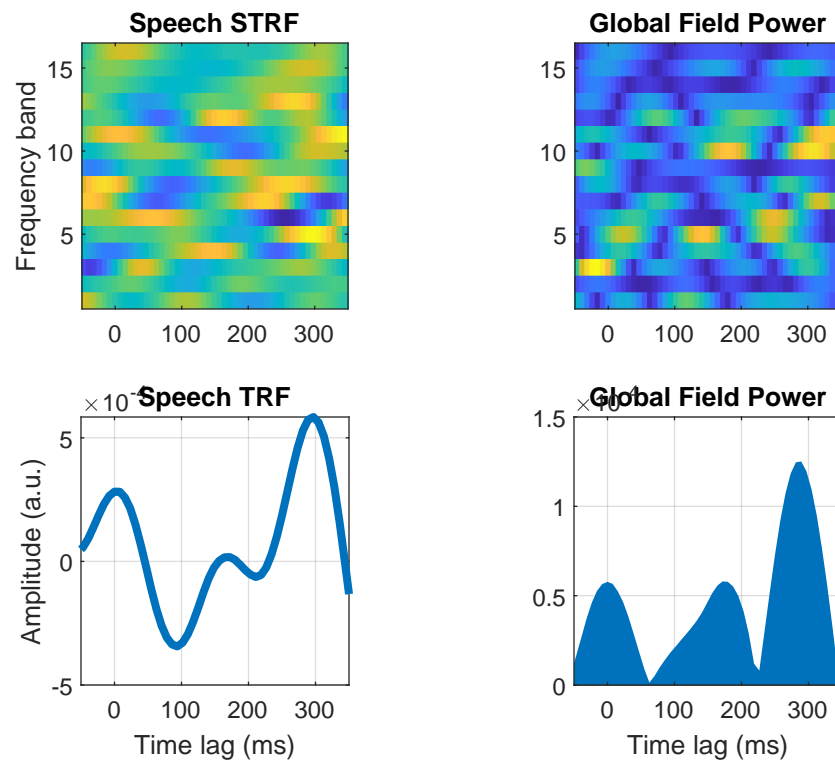 Speech STRF
15
10
5
Frequency band
0 100 200 300
Global Field Power
15
10
5
0 100 200 300
Speech TRF
×10⁻⁴
5
0
-5
Amplitude (a.u.)
0 100 200 300
Time lag (ms)
Global Field Power
1.5
1
0.5
0
0 100 200 300
Time lag (ms)